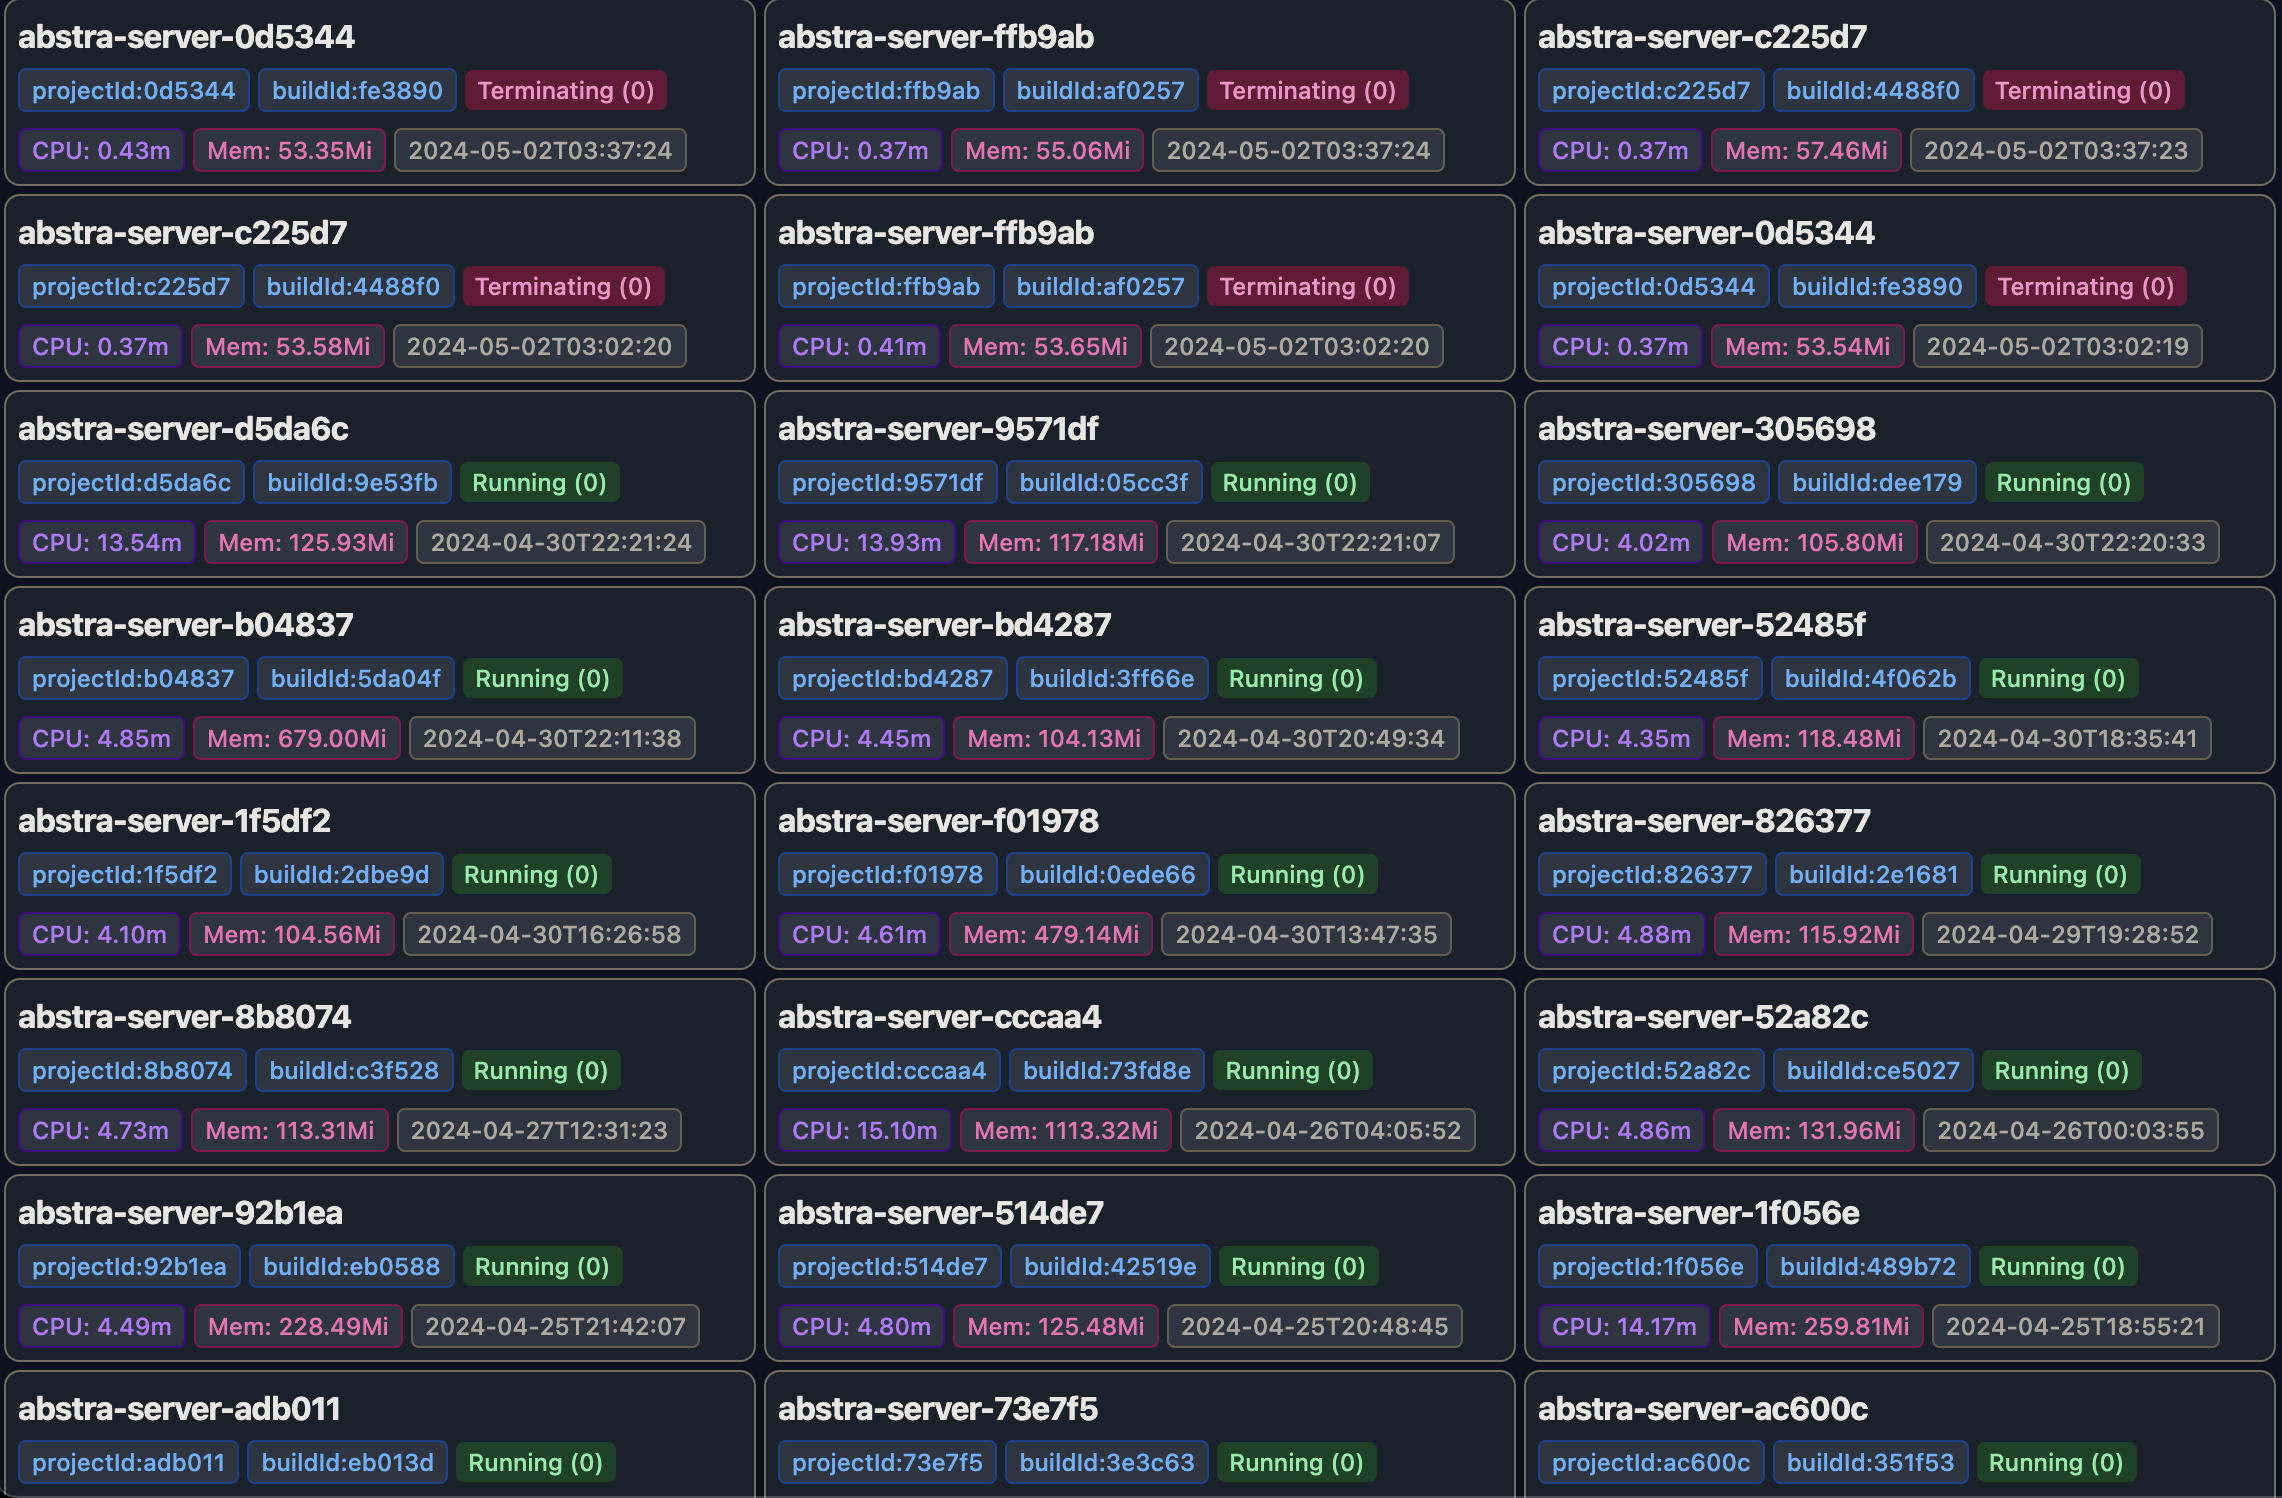 abstra-server-0d5344
projectId:0d5344 buildId:fe3890 Terminating (0)
CPU: 0.43m Mem: 53.35Mi 2024-05-02T03:37:24
abstra-server-ffb9ab
projectId:ffb9ab buildId:af0257 Terminating (0)
CPU: 0.37m Mem: 55.06Mi 2024-05-02T03:37:24
abstra-server-c225d7
projectId:c225d7 buildId:4488f0 Terminating (0)
CPU: 0.37m Mem: 57.46Mi 2024-05-02T03:37:23
abstra-server-c225d7
projectId:c225d7 buildId:4488f0 Terminating (0)
CPU: 0.37m Mem: 53.58Mi 2024-05-02T03:02:20
abstra-server-ffb9ab
projectId:ffb9ab buildId:af0257 Terminating (0)
CPU: 0.41m Mem: 53.65Mi 2024-05-02T03:02:20
abstra-server-0d5344
projectId:0d5344 buildId:fe3890 Terminating (0)
CPU: 0.37m Mem: 53.54Mi 2024-05-02T03:02:19
abstra-server-d5da6c
projectId:d5da6c buildId:9e53fb Running (0)
CPU: 13.54m Mem: 125.93Mi 2024-04-30T22:21:24
abstra-server-9571df
projectId:9571df buildId:05cc3f Running (0)
CPU: 13.93m Mem: 117.18Mi 2024-04-30T22:21:07
abstra-server-305698
projectId:305698 buildId:dee179 Running (0)
CPU: 4.02m Mem: 105.80Mi 2024-04-30T22:20:33
abstra-server-b04837
projectId:b04837 buildId:5da04f Running (0)
CPU: 4.85m Mem: 679.00Mi 2024-04-30T22:11:38
abstra-server-bd4287
projectId:bd4287 buildId:3ff66e Running (0)
CPU: 4.45m Mem: 104.13Mi 2024-04-30T20:49:34
abstra-server-52485f
projectId:52485f buildId:4f062b Running (0)
CPU: 4.35m Mem: 118.48Mi 2024-04-30T18:35:41
abstra-server-1f5df2
projectId:1f5df2 buildId:2dbe9d Running (0)
CPU: 4.10m Mem: 104.56Mi 2024-04-30T16:26:58
abstra-server-f01978
projectId:f01978 buildId:0ede66 Running (0)
CPU: 4.61m Mem: 479.14Mi 2024-04-30T13:47:35
abstra-server-826377
projectId:826377 buildId:2e1681 Running (0)
CPU: 4.88m Mem: 115.92Mi 2024-04-29T19:28:52
abstra-server-8b8074
projectId:8b8074 buildId:c3f528 Running (0)
CPU: 4.73m Mem: 113.31Mi 2024-04-27T12:31:23
abstra-server-cccaa4
projectId:cccaa4 buildId:73fd8e Running (0)
CPU: 15.10m Mem: 1113.32Mi 2024-04-26T04:05:52
abstra-server-52a82c
projectId:52a82c buildId:ce5027 Running (0)
CPU: 4.86m Mem: 131.96Mi 2024-04-26T00:03:55
abstra-server-92b1ea
projectId:92b1ea buildId:eb0588 Running (0)
CPU: 4.49m Mem: 228.49Mi 2024-04-25T21:42:07
abstra-server-514de7
projectId:514de7 buildId:42519e Running (0)
CPU: 4.80m Mem: 125.48Mi 2024-04-25T20:48:45
abstra-server-1f056e
projectId:1f056e buildId:489b72 Running (0)
CPU: 14.17m Mem: 259.81Mi 2024-04-25T18:55:21
abstra-server-adb011
projectId:adb011 buildId:eb013d Running (0)
abstra-server-73e7f5
projectId:73e7f5 buildId:3e3c63 Running (0)
abstra-server-ac600c
projectId:ac600c buildId:351f53 Running (0)